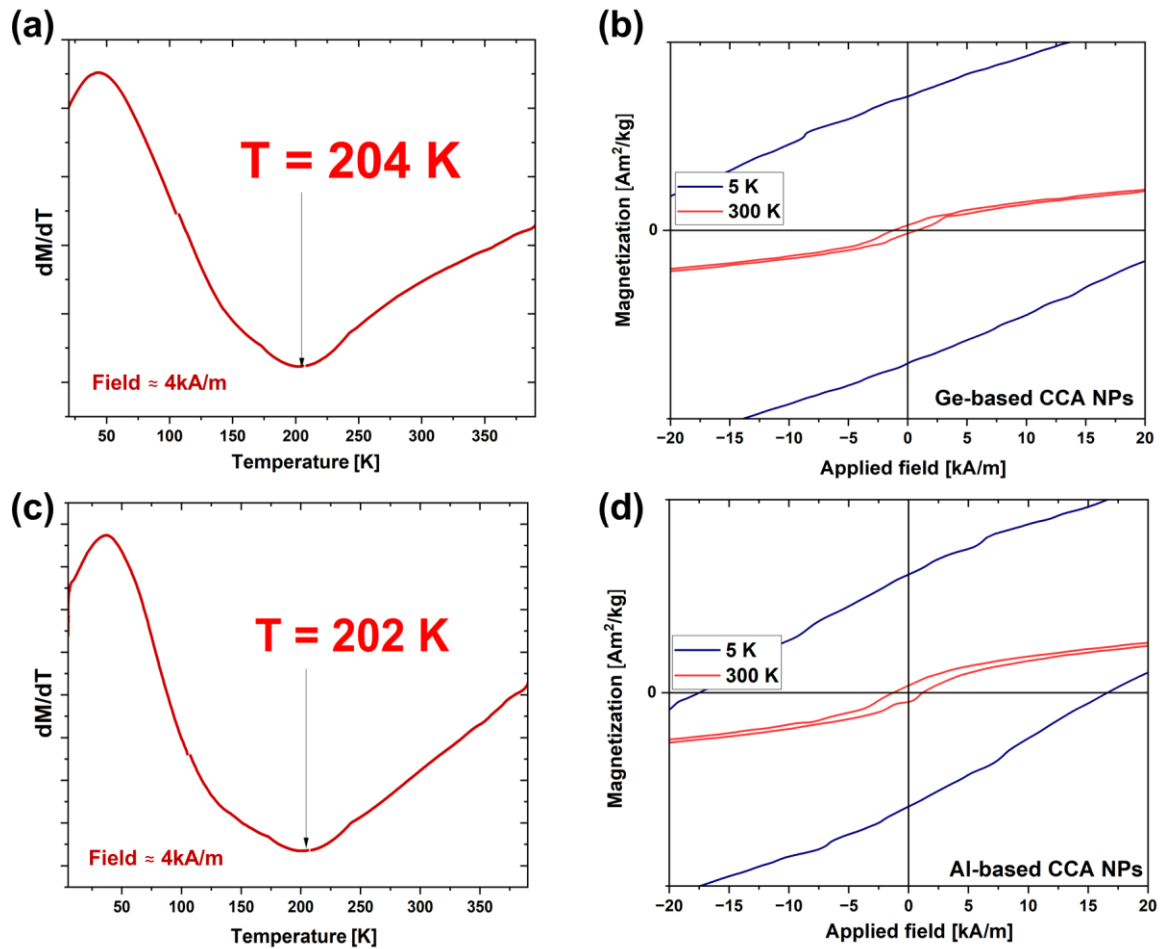 (a)
dM/dT
T = 204 K
Field ≈ 4kA/m
50 100 150 200 250 300 350
Temperature [K]
(b)
Magnetization [Am²/kg]
0
5 K
300 K
Ge-based CCA NPs
−20 −15 −10 −5 0 5 10 15 20
Applied field [kA/m]
(c)
dM/dT
T = 202 K
Field ≈ 4kA/m
50 100 150 200 250 300 350
Temperature [K]
(d)
Magnetization [Am²/kg]
0
5 K
300 K
Al-based CCA NPs
−20 −15 −10 −5 0 5 10 15 20
Applied field [kA/m]